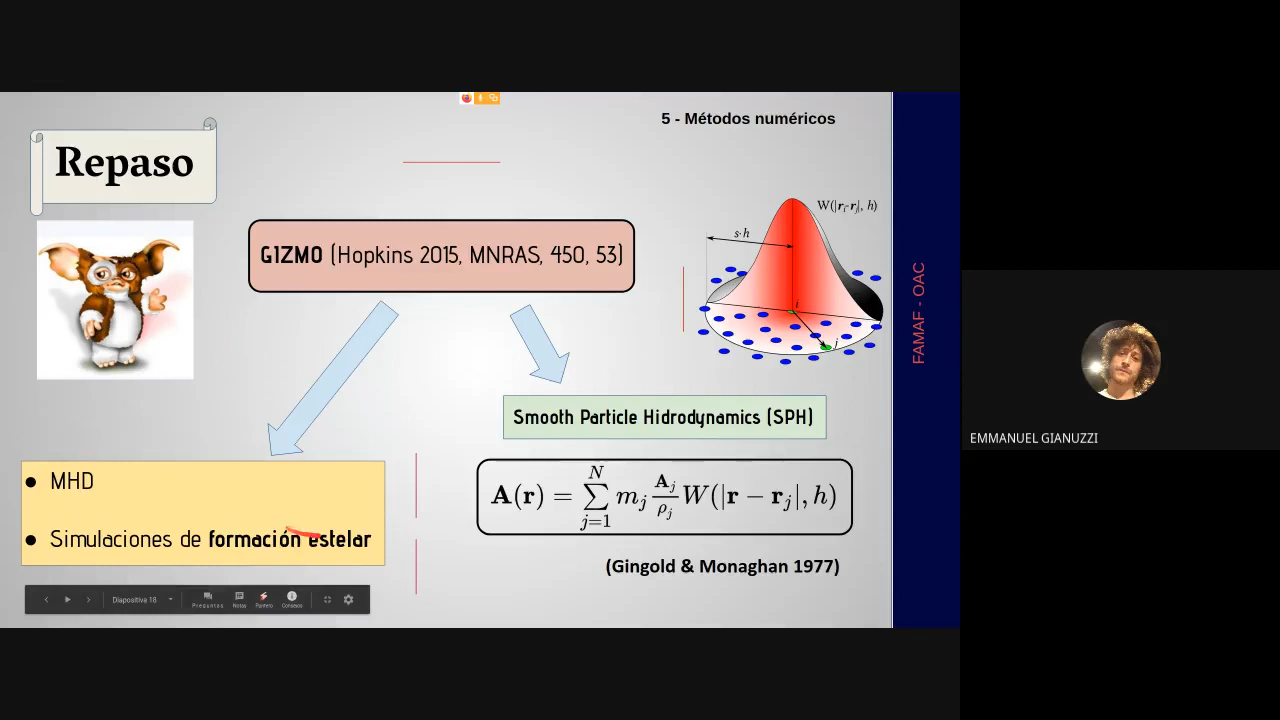 5 - Métodos numéricos
Repaso
GIZMO (Hopkins 2015, MNRAS, 450, 53)
W(|rᵢ-rⱼ|, h)
s·h
i
j
FAMAF - OAC
Smooth Particle Hidrodynamics (SPH)
A(r) = ∑_{j=1}^{N} m_j \frac{A_j}{ρ_j} W(|r − r_j|, h)
(Gingold & Monaghan 1977)
● MHD
● Simulaciones de formación estelar
Diapositiva 18
Preguntas
Notas
Puntero
Consejos
EMMANUEL GIANUZZI